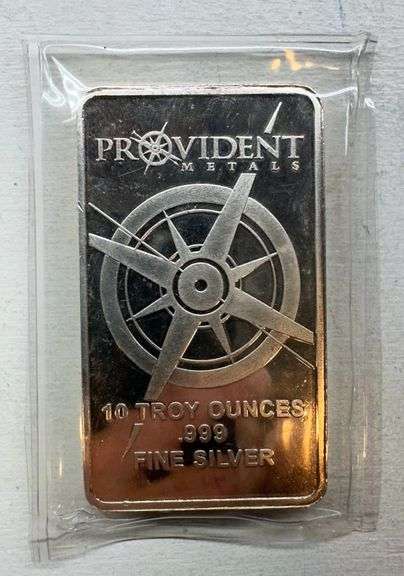 PROVIDENT
METALS
10 TROY OUNCES
.999
FINE SILVER